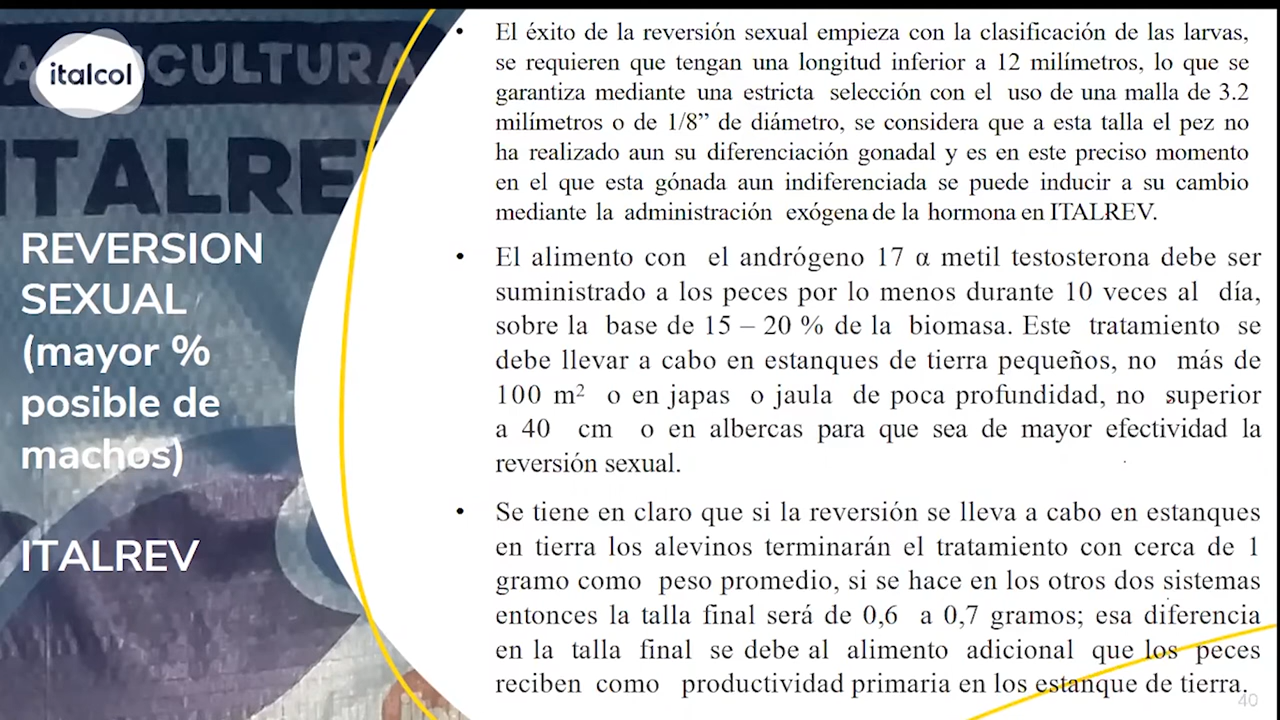 A
CULTURA
italcol
ITALRE
REVERSION
SEXUAL
(mayor %
posible de
machos)
ITALREV
• El éxito de la reversión sexual empieza con la clasificación de las larvas,
se requieren que tengan una longitud inferior a 12 milímetros, lo que se
garantiza mediante una estricta selección con el uso de una malla de 3.2
milímetros o de 1/8” de diámetro, se considera que a esta talla el pez no
ha realizado aun su diferenciación gonadal y es en este preciso momento
en el que esta gónada aun indiferenciada se puede inducir a su cambio
mediante la administración exógena de la hormona en ITALREV.
• El alimento con el andrógeno 17 α metil testosterona debe ser
suministrado a los peces por lo menos durante 10 veces al día,
sobre la base de 15 – 20 % de la biomasa. Este tratamiento se
debe llevar a cabo en estanques de tierra pequeños, no más de
100 m² o en japas o jaula de poca profundidad, no superior
a 40 cm o en albercas para que sea de mayor efectividad la
reversión sexual.
• Se tiene en claro que si la reversión se lleva a cabo en estanques
en tierra los alevinos terminarán el tratamiento con cerca de 1
gramo como peso promedio, si se hace en los otros dos sistemas
entonces la talla final será de 0,6 a 0,7 gramos; esa diferencia
en la talla final se debe al alimento adicional que los peces
reciben como productividad primaria en los estanque de tierra.
40